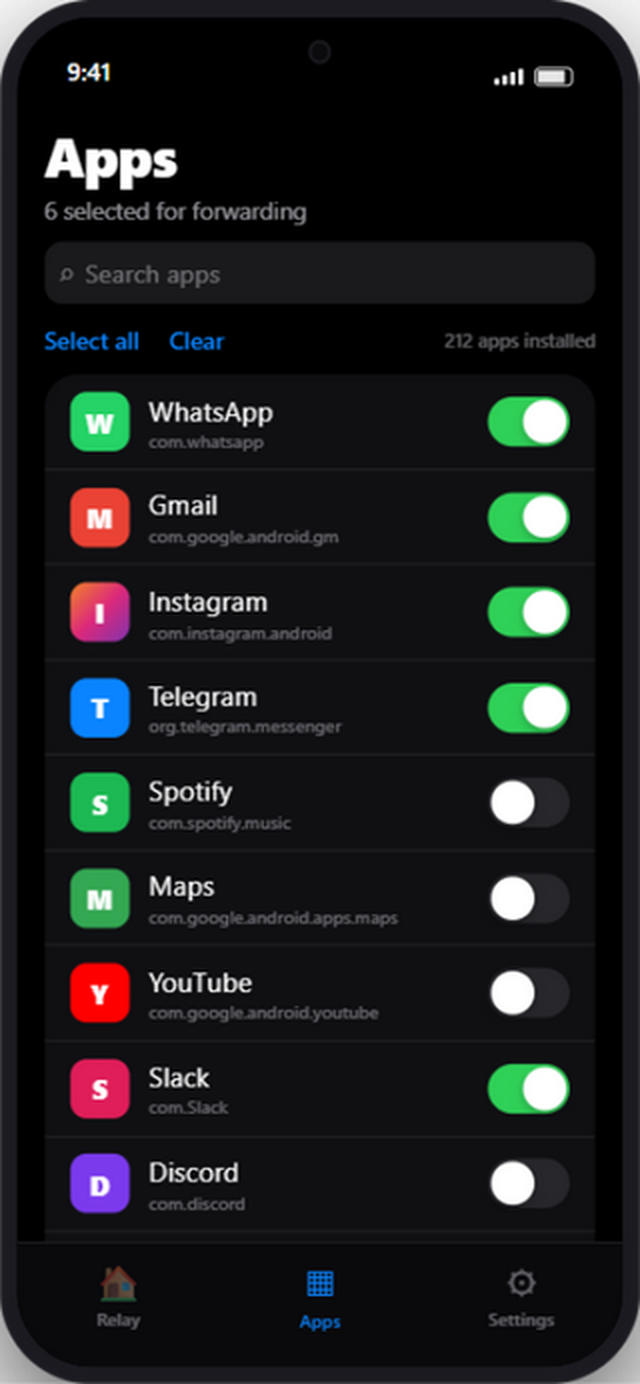 9:41
Apps
6 selected for forwarding
Search apps
Select all Clear 212 apps installed
W WhatsApp
com.whatsapp
M Gmail
com.google.android.gm
I Instagram
com.instagram.android
T Telegram
org.telegram.messenger
S Spotify
com.spotify.music
M Maps
com.google.android.apps.maps
Y YouTube
com.google.android.youtube
S Slack
com.Slack
D Discord
com.discord
Relay Apps Settings